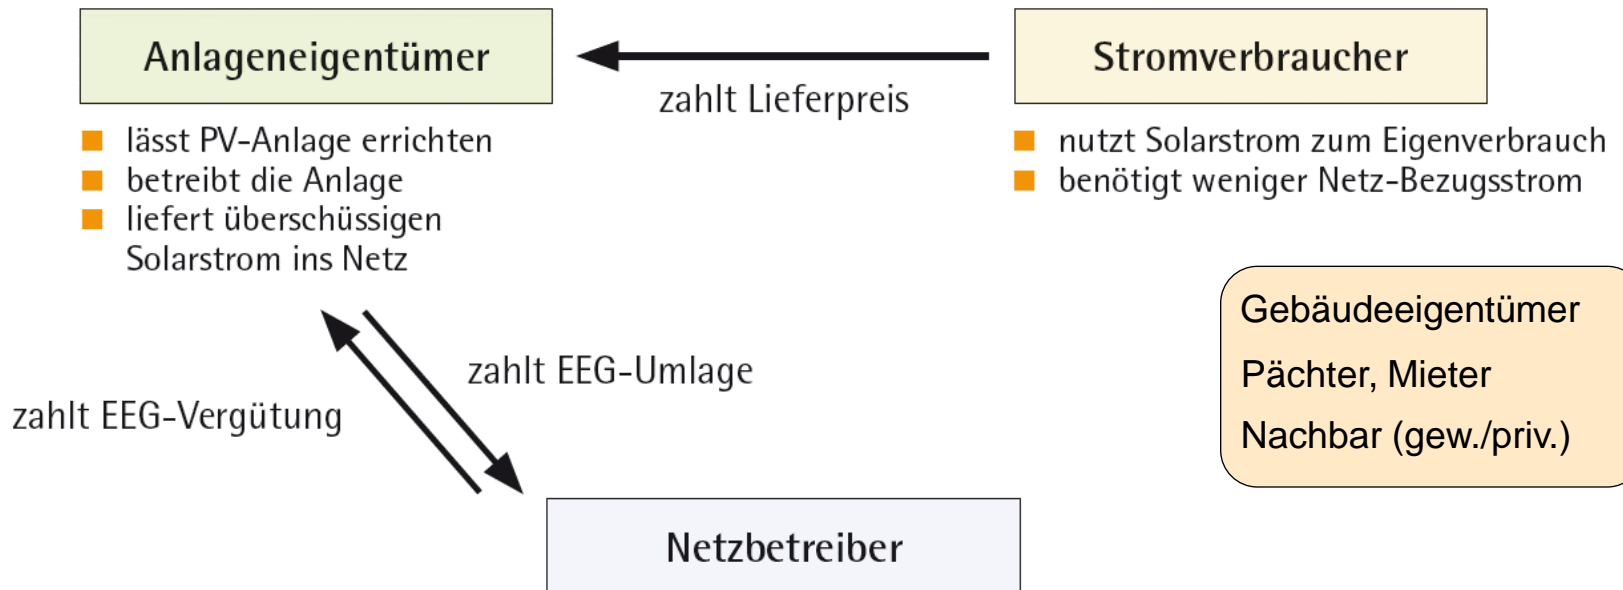 Anlageneigentümer
zahlt Lieferpreis
Stromverbraucher
lässt PV-Anlage errichten
betreibt die Anlage
liefert überschüssigen
Solarstrom ins Netz
nutzt Solarstrom zum Eigenverbrauch
benötigt weniger Netz-Bezugsstrom
Gebäudeeigentümer
Pächter, Mieter
Nachbar (gew./priv.)
zahlt EEG-Umlage
zahlt EEG-Vergütung
Netzbetreiber